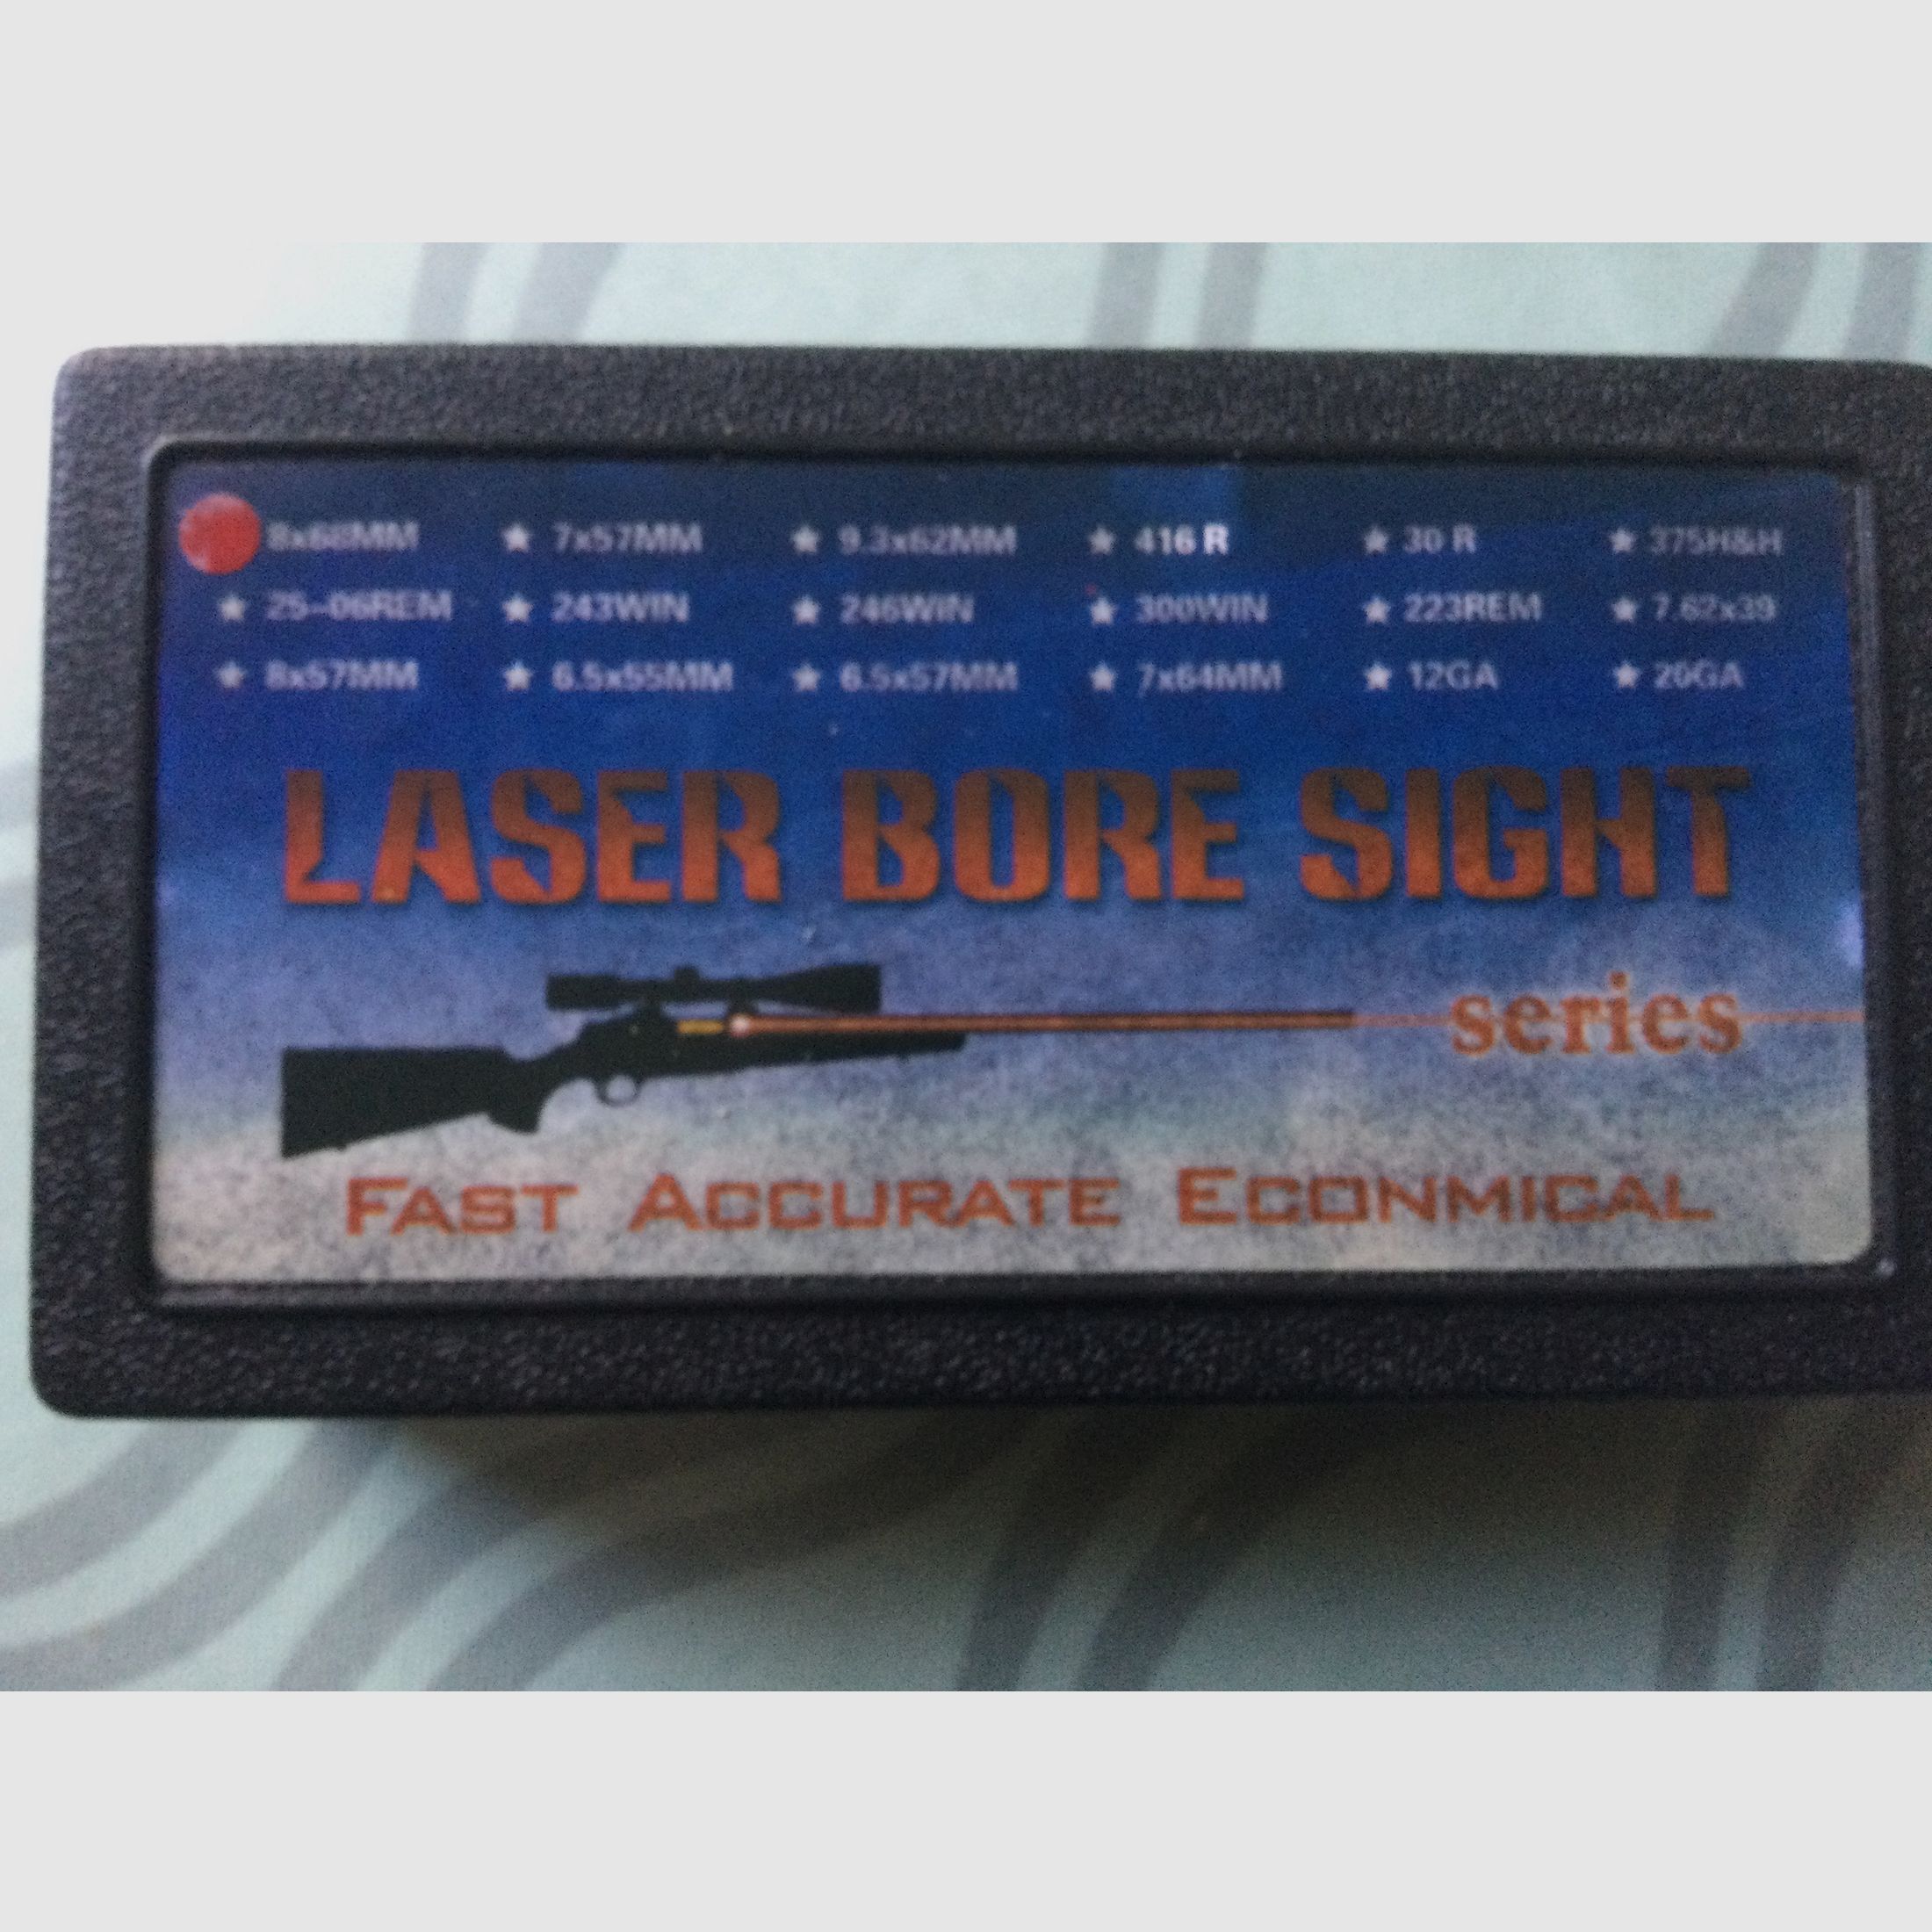 8x68MM ★ 7x57MM ★ 9.3x62MM ★ 416 R ★ 30 R ★ 375H&H
★ 25-06REM ★ 243WIN ★ 246WIN ★ 300WIN ★ 223REM ★ 7.62x39
★ 8x57MM ★ 6.5x55MM ★ 6.5x57MM ★ 7x64MM ★ 12GA ★ 20GA
LASER BORE SIGHT
series
FAST ACCURATE ECONMICAL